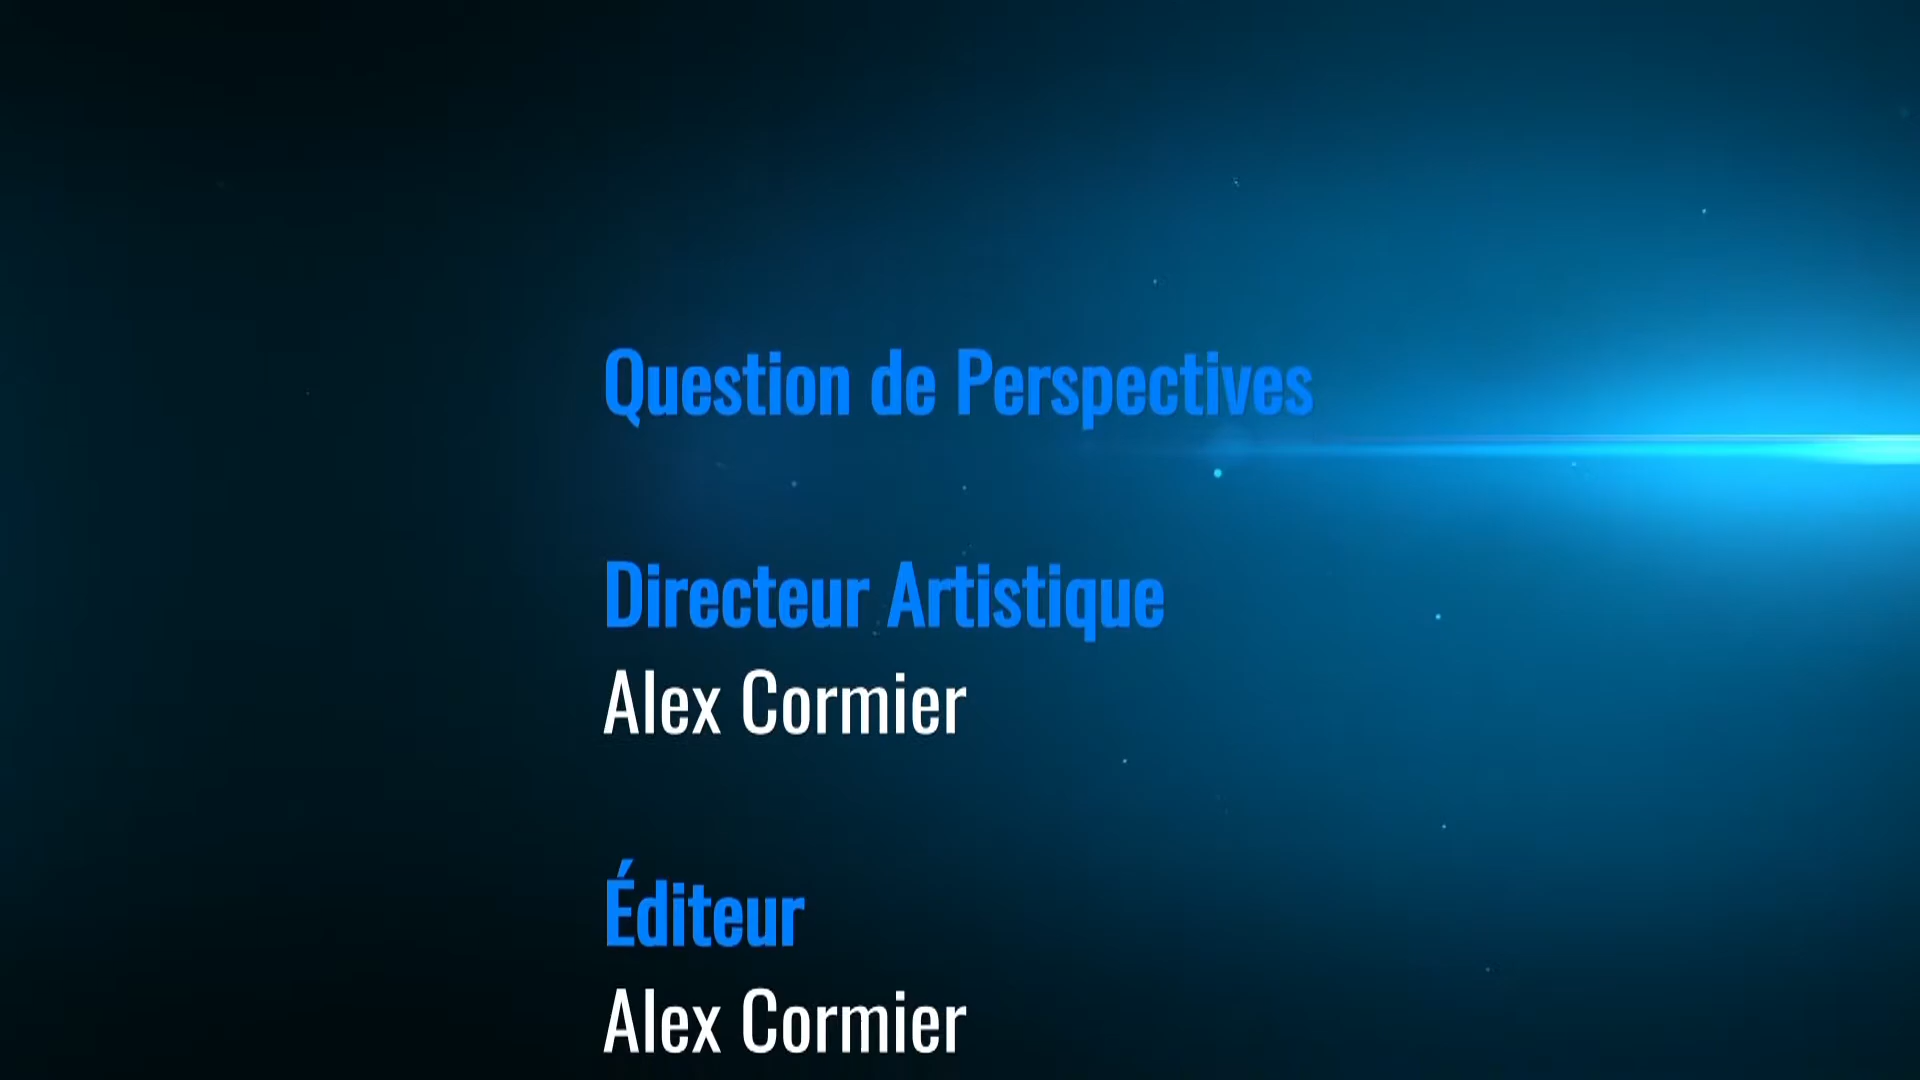 Question de Perspectives
Directeur Artistique
Alex Cormier
Éditeur
Alex Cormier